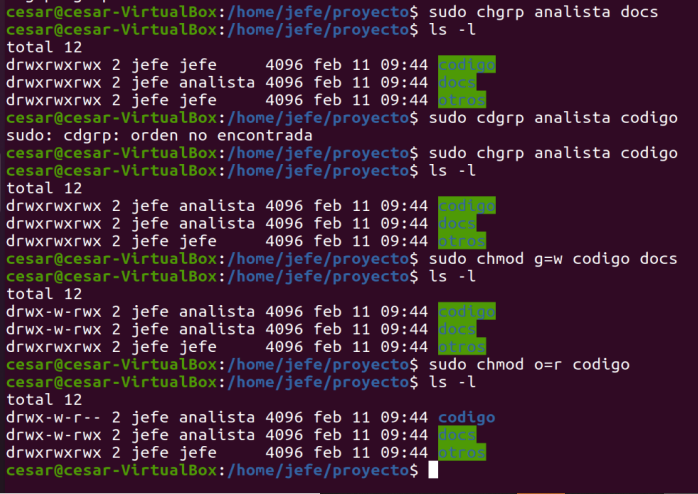 cesar@cesar-VirtualBox:/home/jefe/proyecto$ sudo chgrp analista docs
cesar@cesar-VirtualBox:/home/jefe/proyecto$ ls -l
total 12
drwxrwxrwx 2 jefe jefe     4096 feb 11 09:44 codigo
drwxrwxrwx 2 jefe analista 4096 feb 11 09:44 docs
drwxrwxrwx 2 jefe jefe     4096 feb 11 09:44 otros
cesar@cesar-VirtualBox:/home/jefe/proyecto$ sudo cdgrp analista codigo
sudo: cdgrp: orden no encontrada
cesar@cesar-VirtualBox:/home/jefe/proyecto$ sudo chgrp analista codigo
cesar@cesar-VirtualBox:/home/jefe/proyecto$ ls -l
total 12
drwxrwxrwx 2 jefe analista 4096 feb 11 09:44 codigo
drwxrwxrwx 2 jefe analista 4096 feb 11 09:44 docs
drwxrwxrwx 2 jefe jefe     4096 feb 11 09:44 otros
cesar@cesar-VirtualBox:/home/jefe/proyecto$ sudo chmod g=w codigo docs
cesar@cesar-VirtualBox:/home/jefe/proyecto$ ls -l
total 12
drwx-w-rwx 2 jefe analista 4096 feb 11 09:44 codigo
drwx-w-rwx 2 jefe analista 4096 feb 11 09:44 docs
drwxrwxrwx 2 jefe jefe     4096 feb 11 09:44 otros
cesar@cesar-VirtualBox:/home/jefe/proyecto$ sudo chmod o=r codigo
cesar@cesar-VirtualBox:/home/jefe/proyecto$ ls -l
total 12
drwx-w-r-- 2 jefe analista 4096 feb 11 09:44 codigo
drwx-w-rwx 2 jefe analista 4096 feb 11 09:44 docs
drwxrwxrwx 2 jefe jefe     4096 feb 11 09:44 otros
cesar@cesar-VirtualBox:/home/jefe/proyecto$